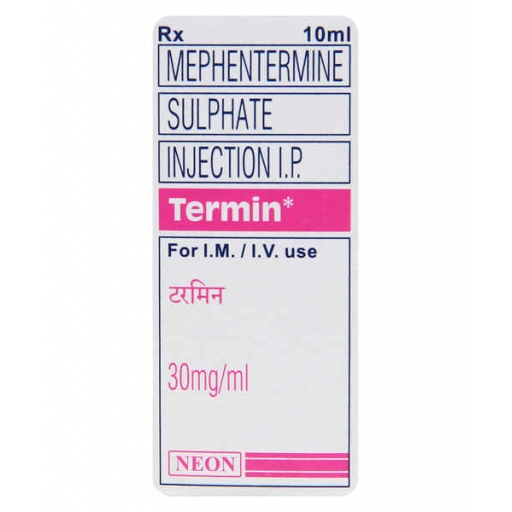 Rx 10ml
MEPHENTERMINE
SULPHATE
INJECTION I.P.
Termin*
For I.M. / I.V. use
टरमिन
30mg/ml
NEON